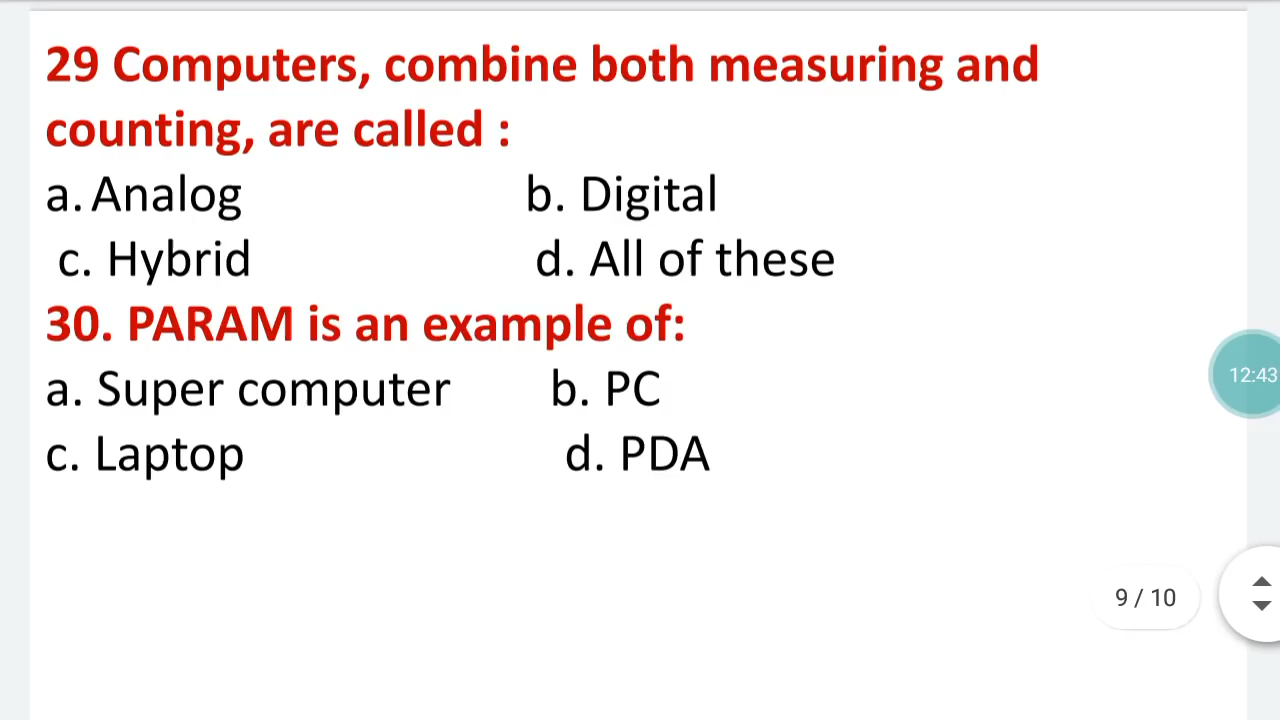 29 Computers, combine both measuring and
counting, are called :
a. Analog b. Digital
c. Hybrid d. All of these
30. PARAM is an example of:
a. Super computer b. PC
c. Laptop d. PDA
12:43
9 / 10